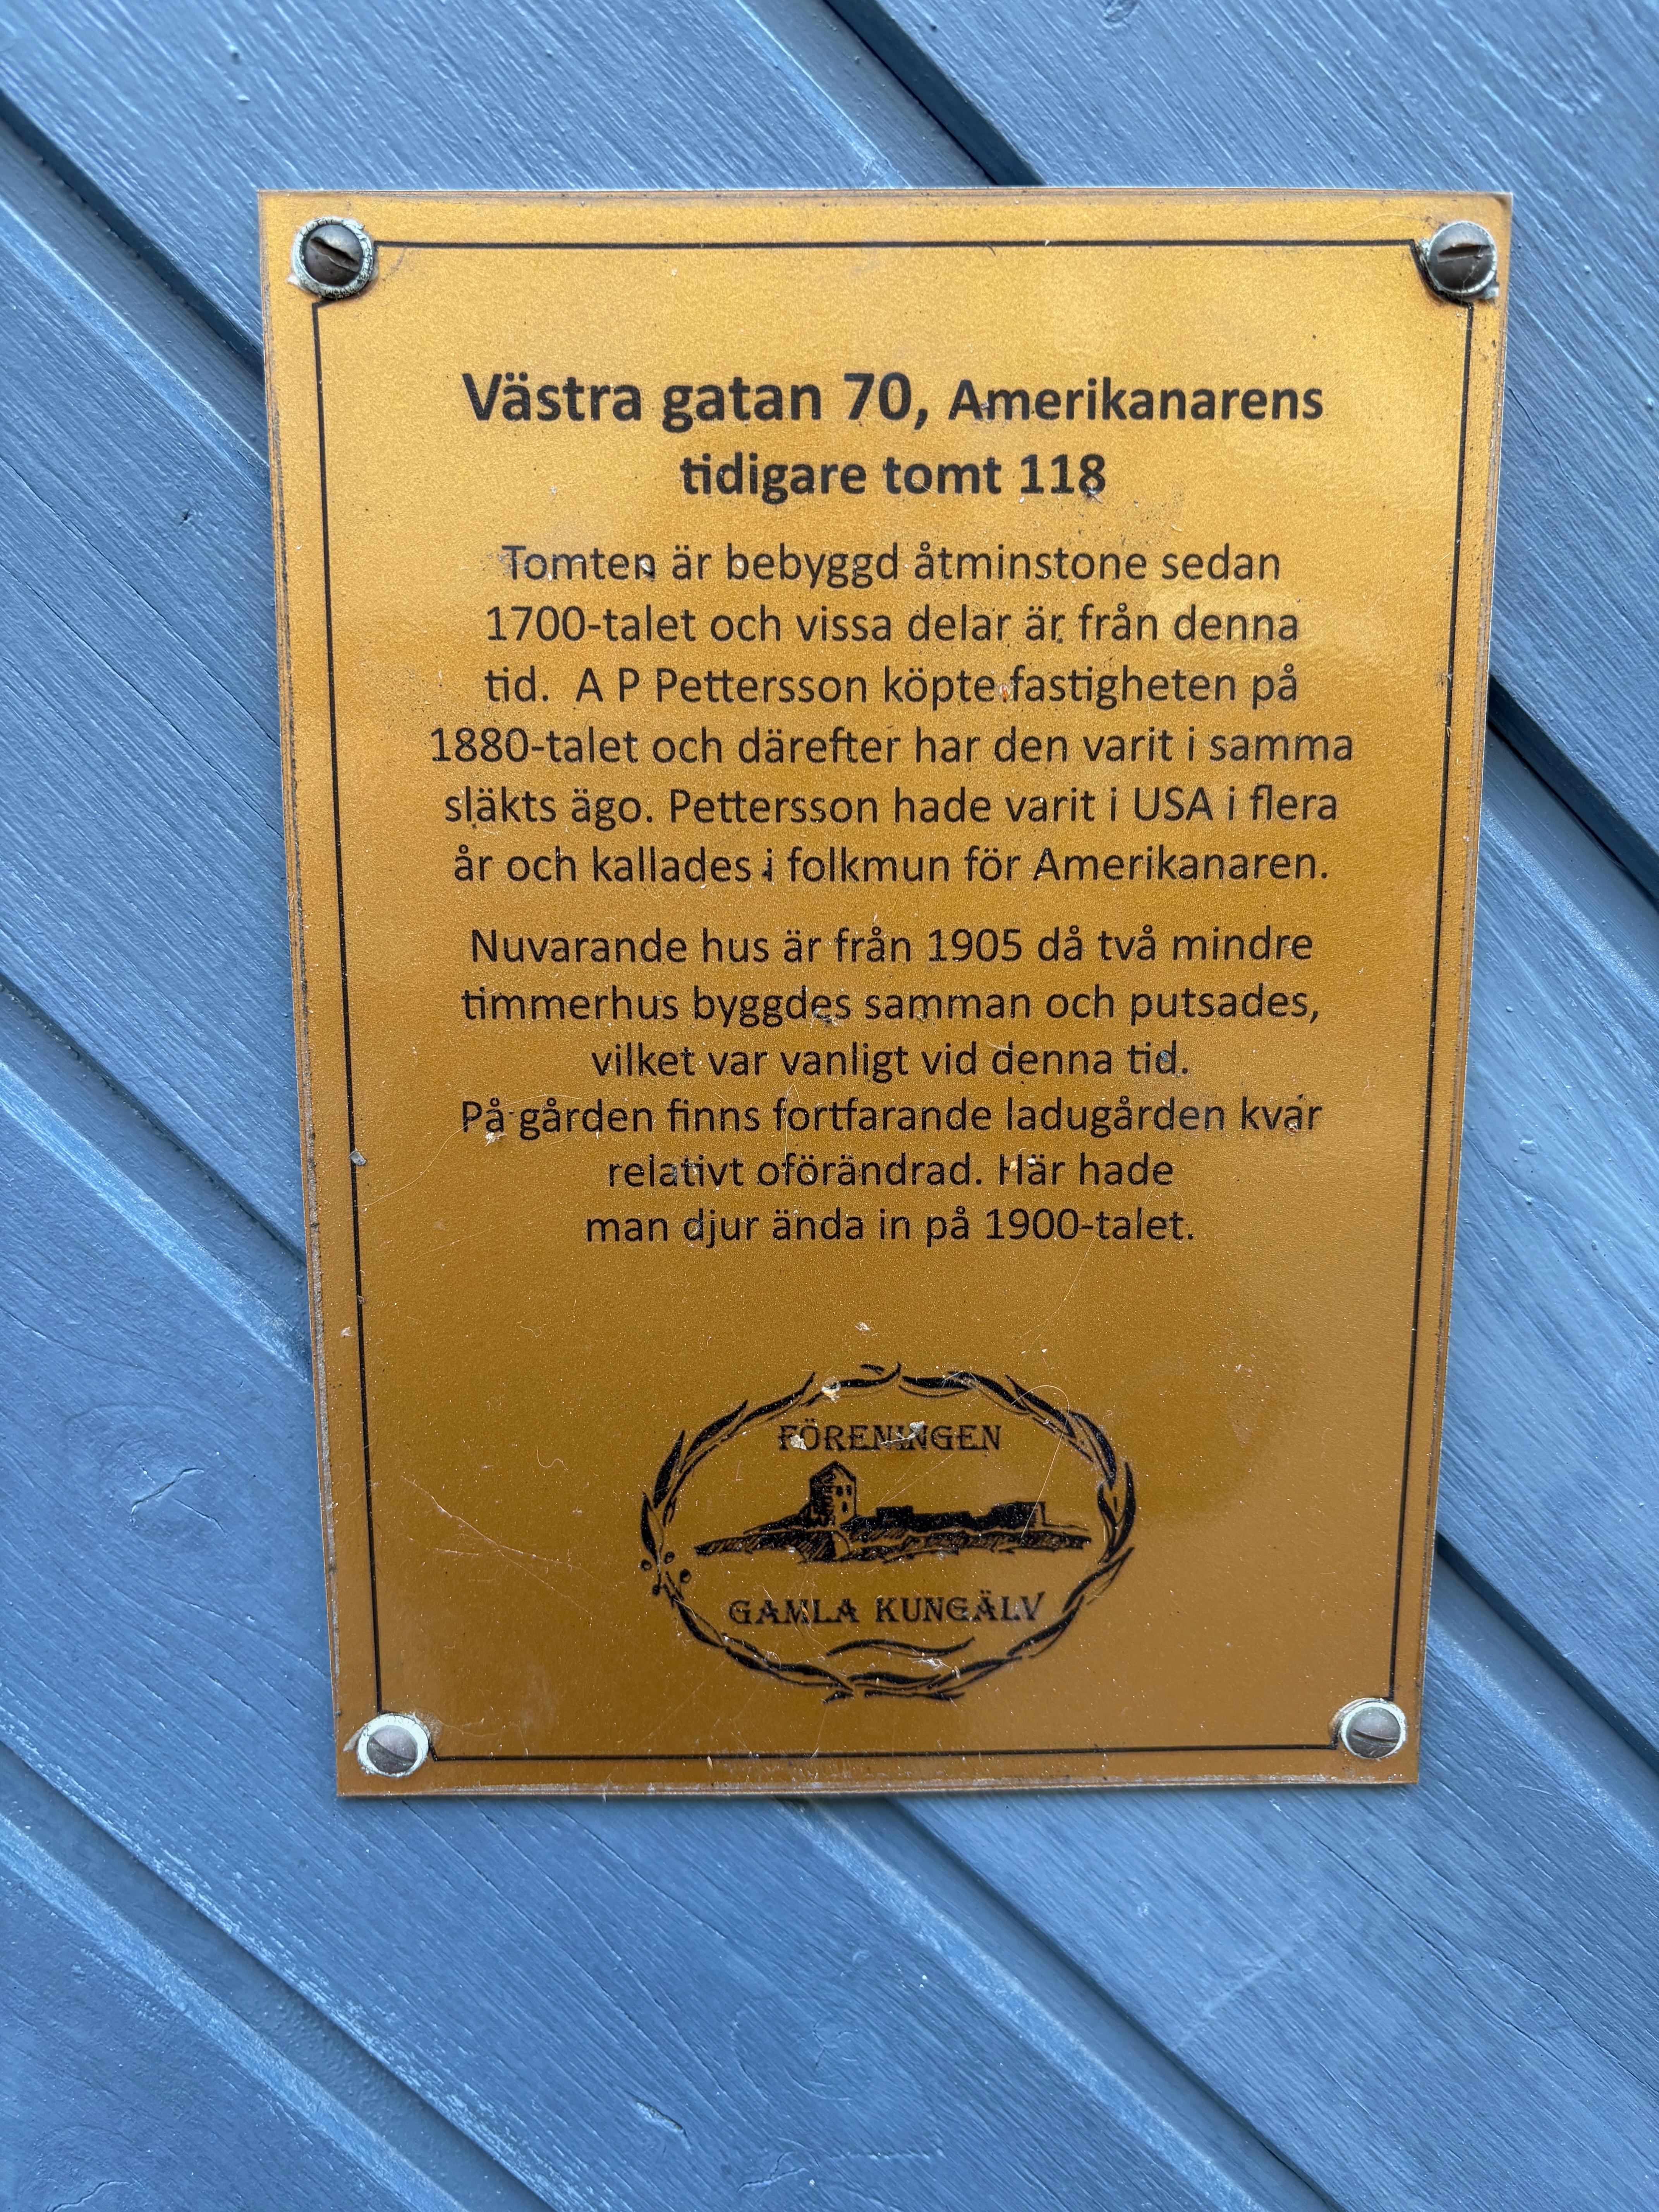 Västra gatan 70, Amerikanarens
tidigare tomt 118
Tomten är bebyggd åtminstone sedan
1700-talet och vissa delar är från denna
tid.  A P Pettersson köpte fastigheten på
1880-talet och därefter har den varit i samma
släkts ägo. Pettersson hade varit i USA i flera
år och kallades i folkmun för Amerikanaren.
Nuvarande hus är från 1905 då två mindre
timmerhus byggdes samman och putsades,
vilket var vanligt vid denna tid.
På gården finns fortfarande ladugården kvar
relativt oförändrad. Här hade
man djur ända in på 1900-talet.
FÖRENINGEN
GAMLA KUNGÄLV